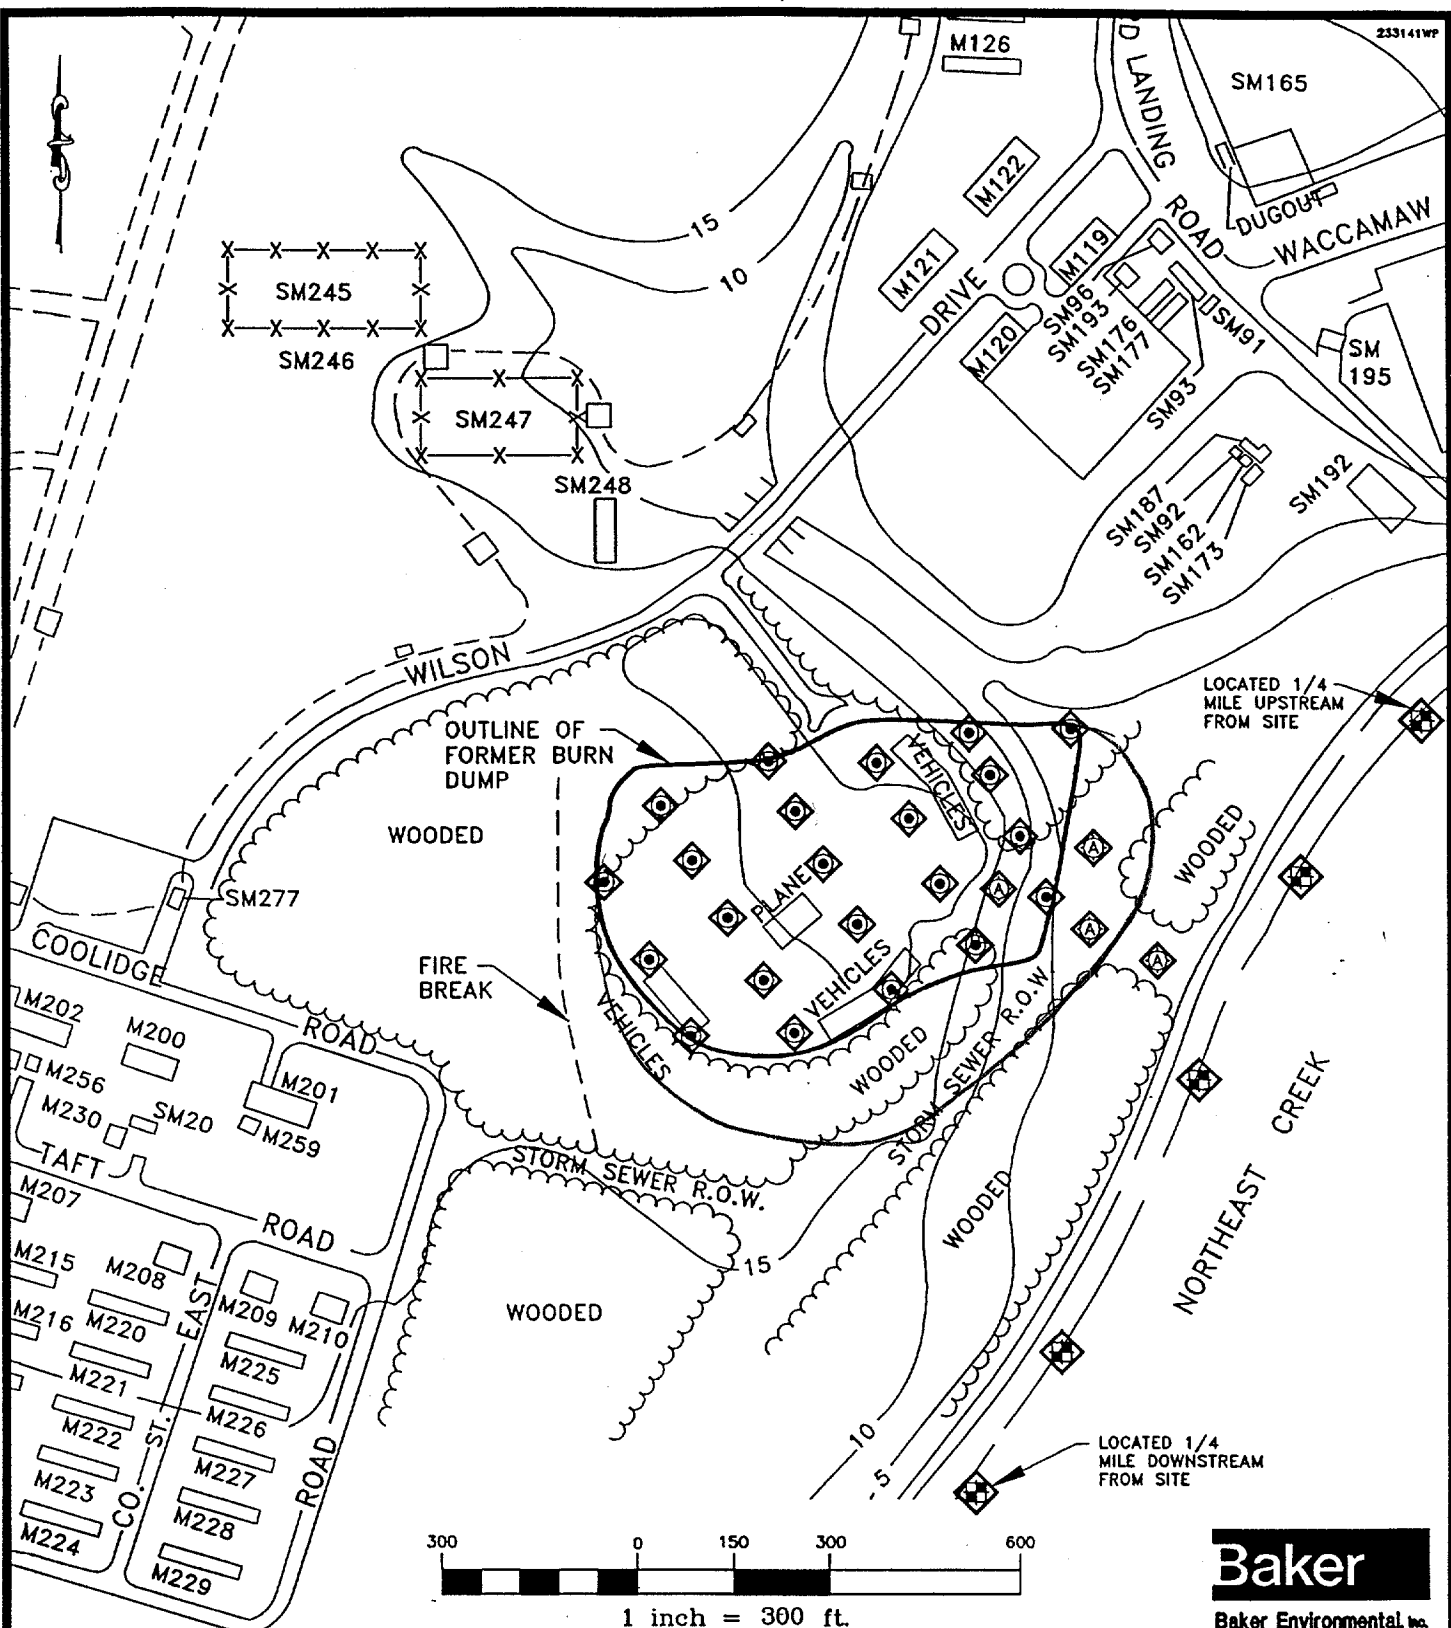 233141WP
M126
D LANDING
ROAD
SM165
DUGOUT
WACCAMAW
M122
M121
M119
M120
DRIVE
SM96
SM193
SM176
SM177
SM91
SM93
SM
195
SM187
SM92
SM162
SM173
SM192
15
10
SM245
SM246
SM247
SM248
WILSON
LOCATED 1/4
MILE UPSTREAM
FROM SITE
OUTLINE OF
FORMER BURN
DUMP
WOODED
VEHICLES
WOODED
A
A
A
A
PLANE
SM277
FIRE
BREAK
VEHICLES
VEHICLES
WOODED
STORM SEWER R.O.W
COOLIDGE
ROAD
M202
M200
M256
M201
M230
SM20
M259
TAFT
ROAD
STORM SEWER R.O.W.
WOODED
NORTHEAST CREEK
M207
M215
M208
M209
M210
M216
M220
M225
M221
M226
M222
M227
M223
M228
M224
M229
CO. ST. EAST
ROAD
WOODED
15
10
5
LOCATED 1/4
MILE DOWNSTREAM
FROM SITE
300 0 150 300 600
1 inch = 300 ft.
Baker
Baker Environmental, Inc.